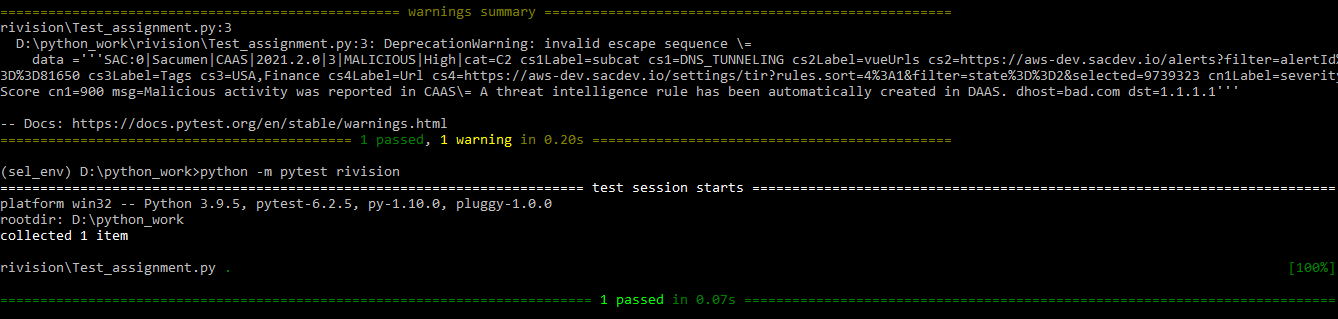 ================================================== warnings summary ===================================================
rivision\Test_assignment.py:3
  D:\python_work\rivision\Test_assignment.py:3: DeprecationWarning: invalid escape sequence \=
    data ='''SAC:0|Sacumen|CAAS|2021.2.0|3|MALICIOUS|High|cat=C2 cs1Label=subcat cs1=DNS_TUNNELING cs2Label=vueUrls cs2=https://aws-dev.sacdev.io/alerts?filter=alertId%
3D%3D81650 cs3Label=Tags cs3=USA,Finance cs4Label=Url cs4=https://aws-dev.sacdev.io/settings/tir?rules.sort=4%3A1&filter=state%3D%3D2&selected=9739323 cn1Label=severity
Score cn1=900 msg=Malicious activity was reported in CAAS\= A threat intelligence rule has been automatically created in DAAS. dhost=bad.com dst=1.1.1.1'''
-- Docs: https://docs.pytest.org/en/stable/warnings.html
============================================ 1 passed, 1 warning in 0.20s =============================================
(sel_env) D:\python_work>python -m pytest rivision
========================================================================= test session starts =========================================================================
platform win32 -- Python 3.9.5, pytest-6.2.5, py-1.10.0, pluggy-1.0.0
rootdir: D:\python_work
collected 1 item
rivision\Test_assignment.py . [100%]
========================================================================== 1 passed in 0.07s ==========================================================================